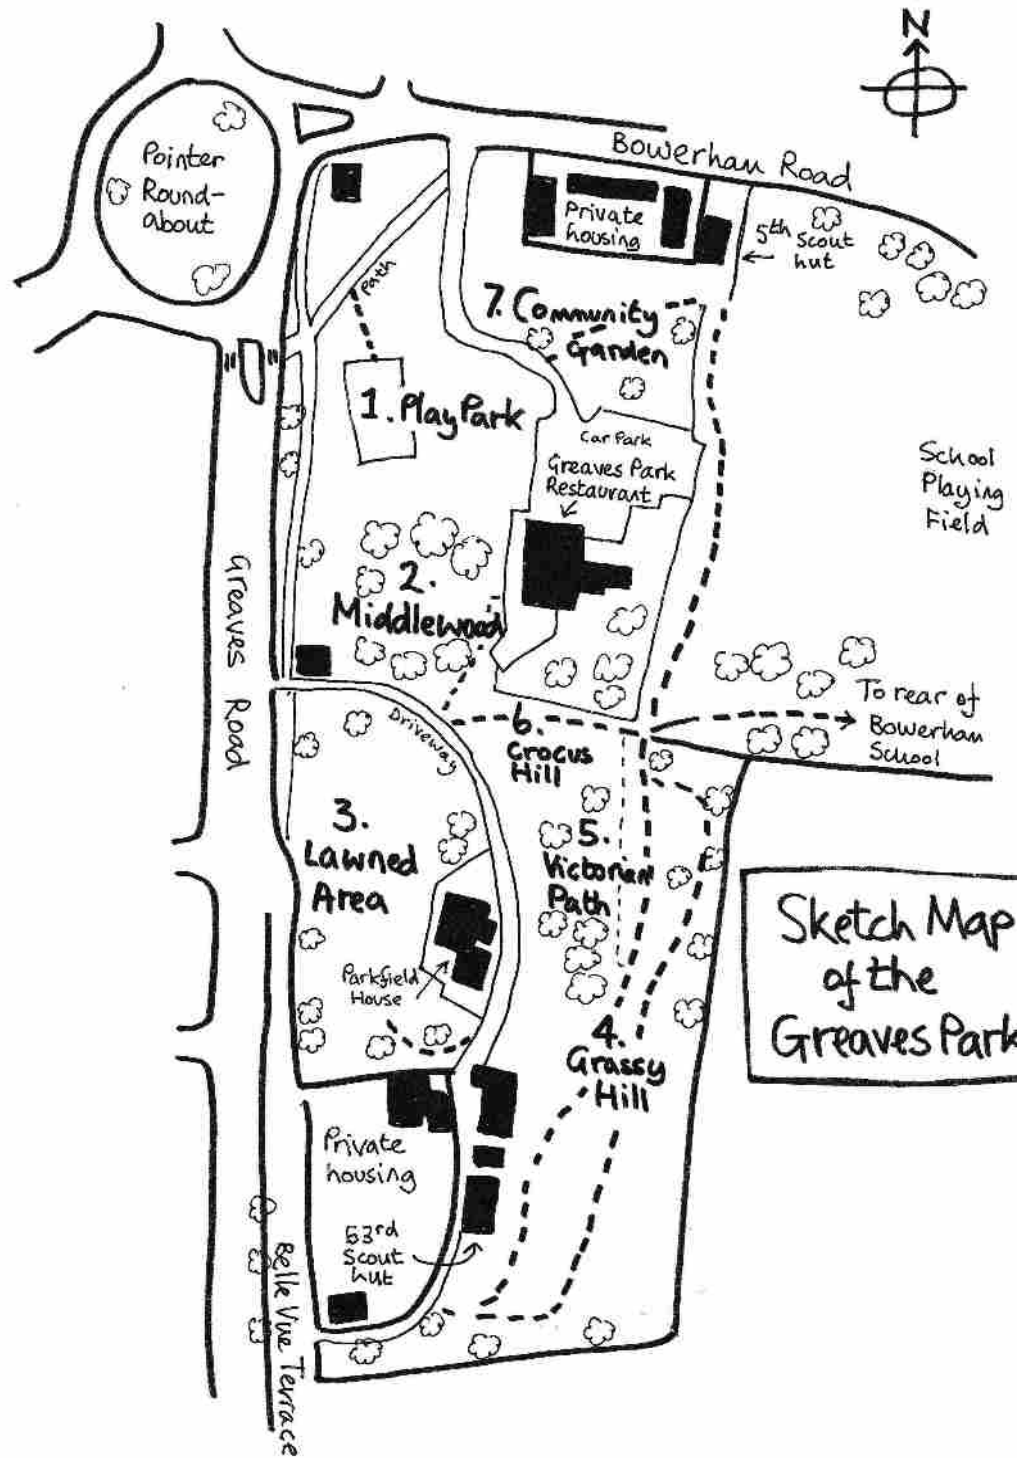 N
Pointer
Round-
about
Bowerham Road
Private
housing
5th Scout
hut
Path
7. Community
Garden
1. Play Park
Car Park
Greaves Park
Restaurant
School
Playing
Field
2.
Middlewood
Greaves Road
Driveway
6.
Crocus
Hill
To rear of
Bowerham
School
3.
Lawned
Area
5.
Victorian
Path
Parkfield
House
Sketch Map
of the
Greaves Park
4.
Grassy
Hill
Private
housing
53rd
Scout
hut
Belle Vue Terrace